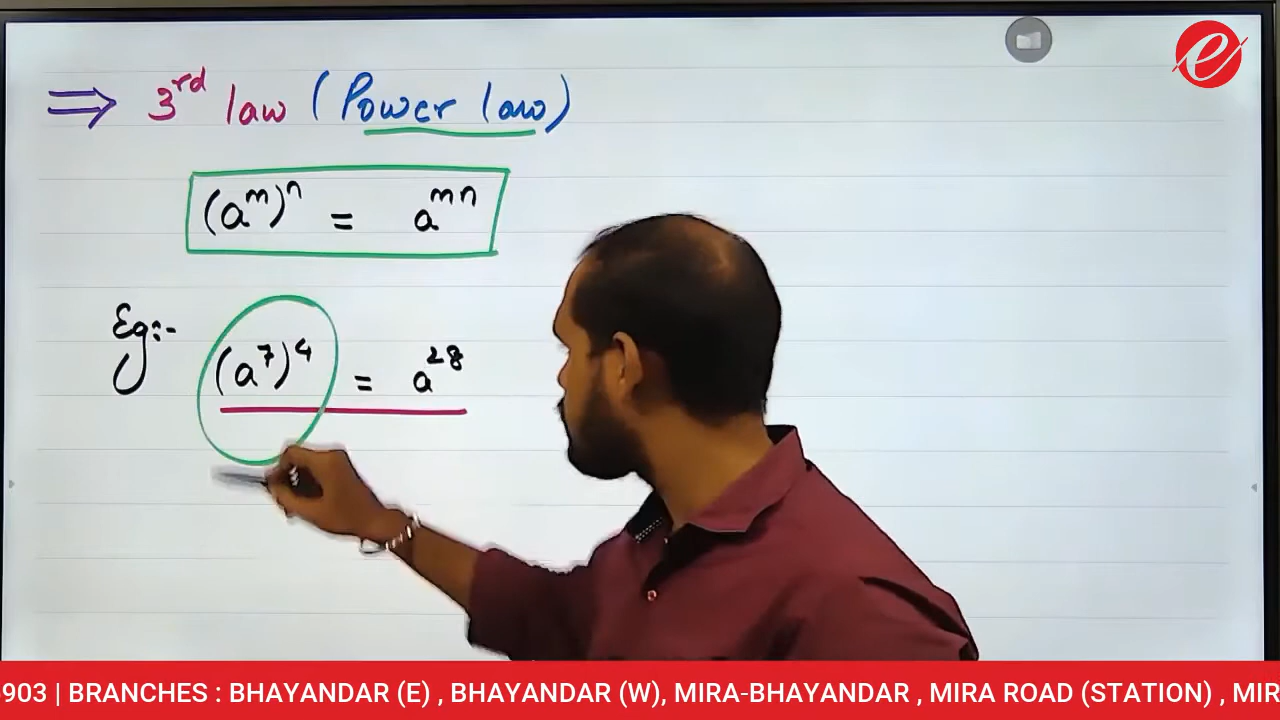 ⇒ 3rd law (Power law)
(a^m)^n = a^mn
Eg:- (a^7)^4 = a^28
903 | BRANCHES : BHAYANDAR (E) , BHAYANDAR (W), MIRA-BHAYANDAR , MIRA ROAD (STATION) , MIR